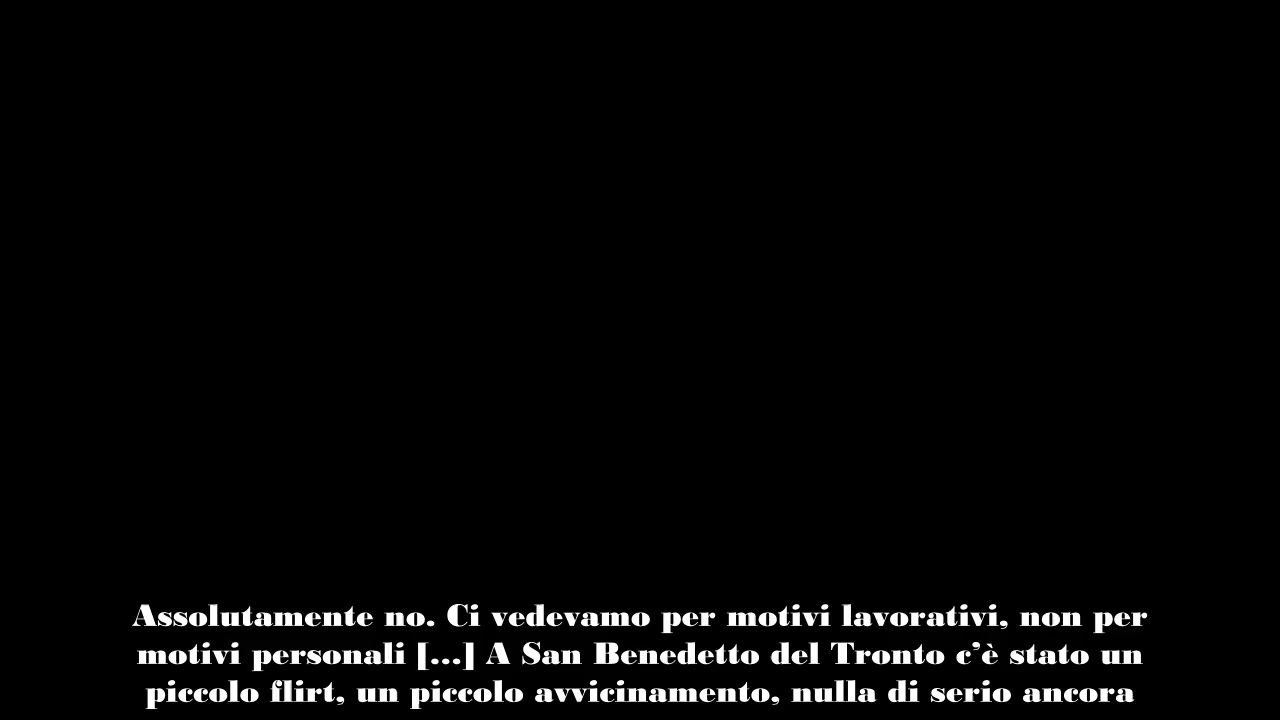 Assolutamente no. Ci vedevamo per motivi lavorativi, non per
motivi personali [...] A San Benedetto del Tronto c’è stato un
piccolo flirt, un piccolo avvicinamento, nulla di serio ancora